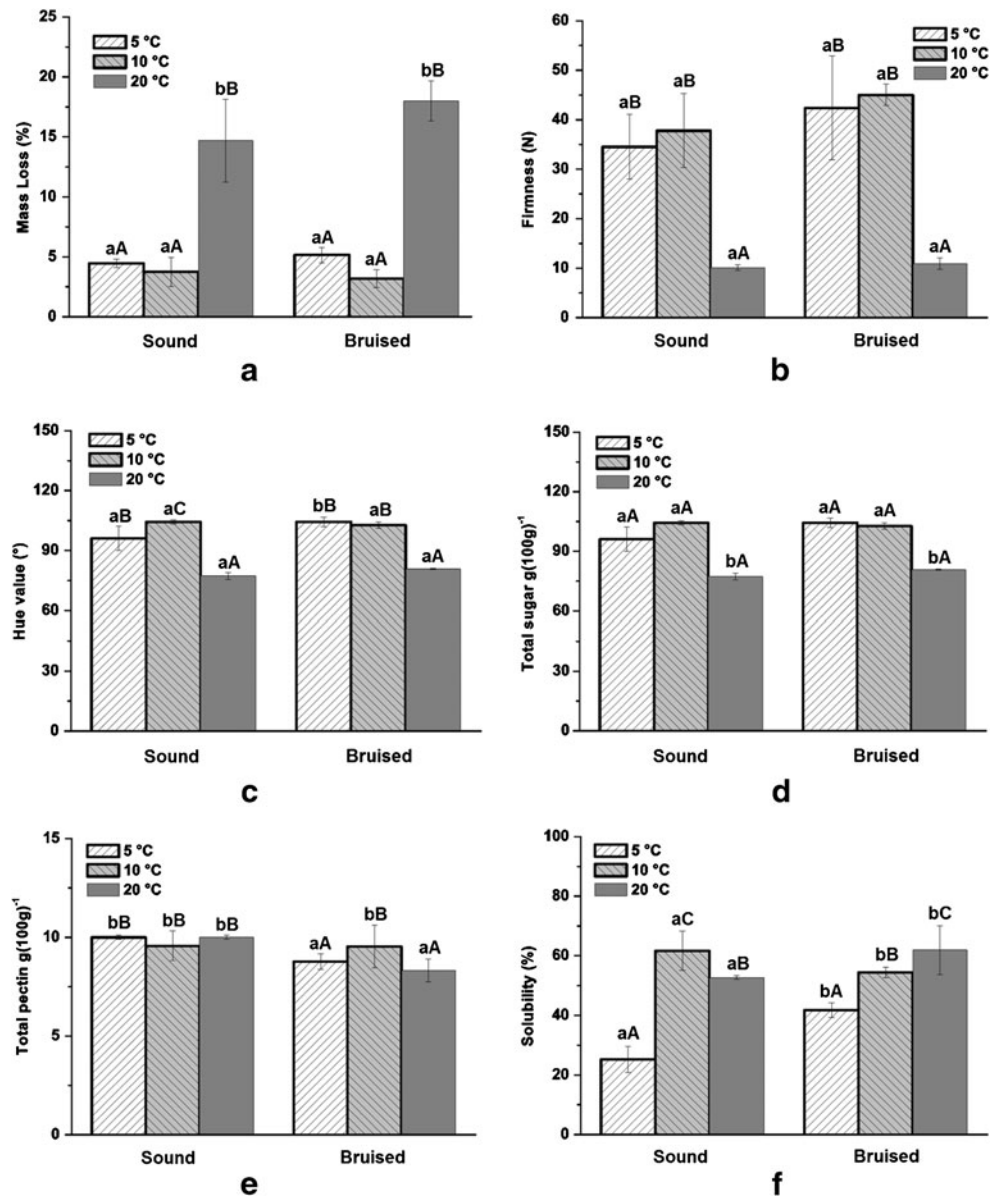 25
20
15
10
5
0
Mass Loss (%)
5 °C
10 °C
20 °C
aA
aA
bB
aA
aA
bB
Sound
Bruised
a
60
50
40
30
20
10
0
Firmness (N)
5 °C
10 °C
20 °C
aB
aB
aA
aB
aB
aA
Sound
Bruised
b
150
120
90
60
30
0
Hue value (°)
5 °C
10 °C
20 °C
aB
aC
aA
bB
aB
aA
Sound
Bruised
c
150
120
90
60
30
0
Total sugar g(100g)⁻¹
5 °C
10 °C
20 °C
aA
aA
bA
aA
aA
bA
Sound
Bruised
d
15
10
5
0
Total pectin g(100g)⁻¹
5 °C
10 °C
20 °C
bB
bB
bB
aA
bB
aA
Sound
Bruised
e
100
80
60
40
20
0
Solubility (%)
5 °C
10 °C
20 °C
aA
aC
aB
bA
bB
bC
Sound
Bruised
f